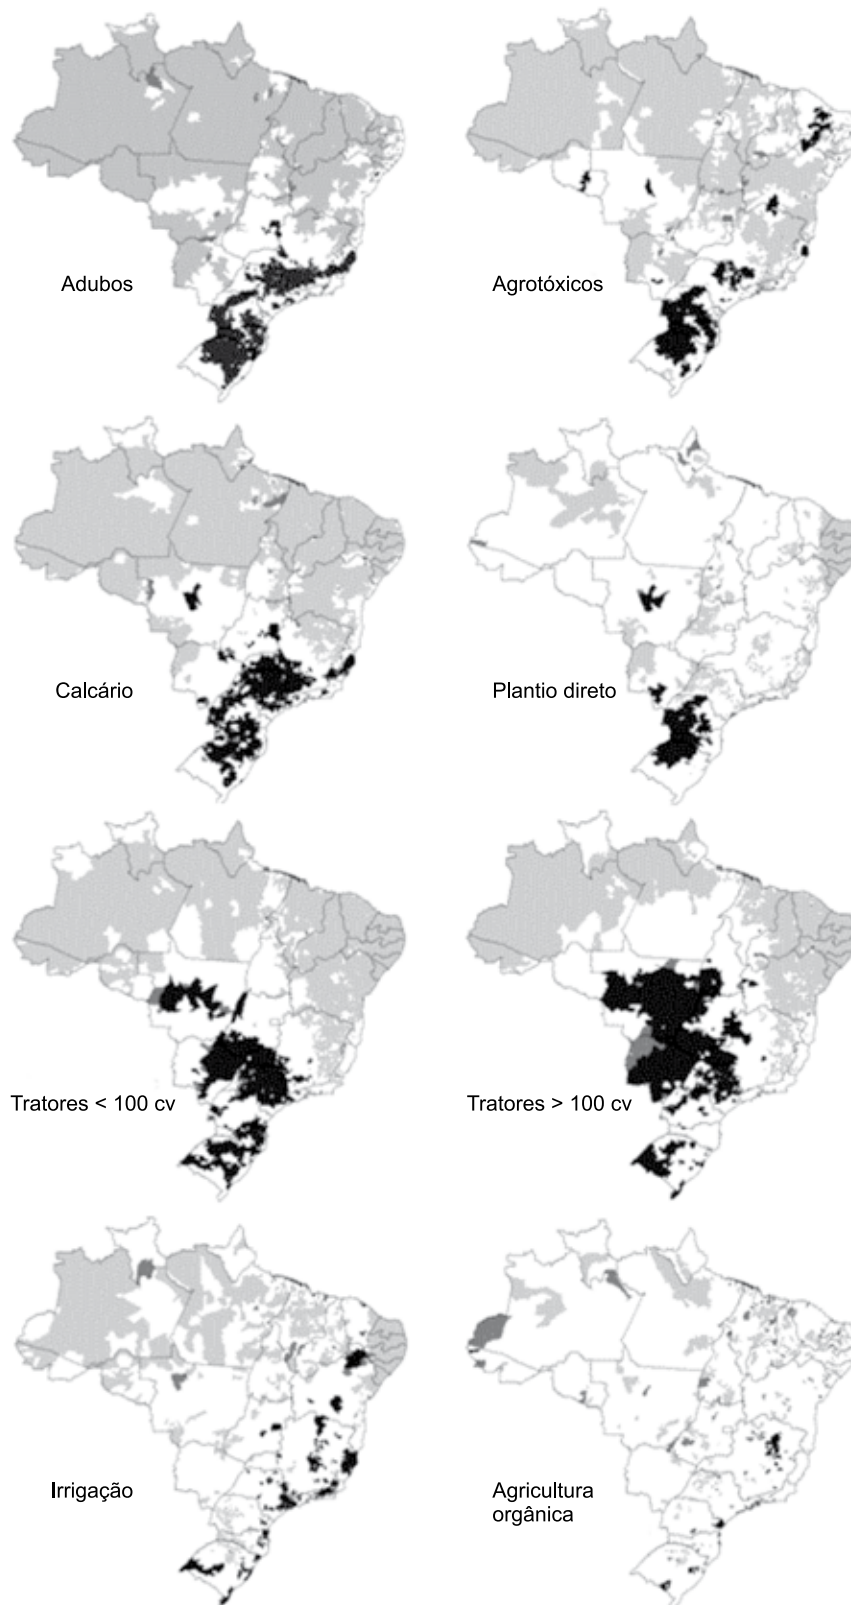 Adubos
Agrotóxicos
Calcário
Plantio direto
Tratores < 100 cv
Tratores > 100 cv
Irrigação
Agricultura
orgânica